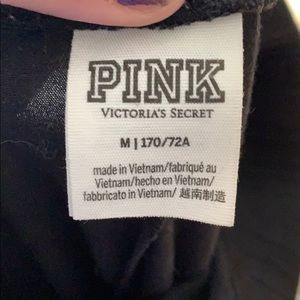 PINK
VICTORIA'S SECRET
M | 170/72A
made in Vietnam/fabriqué au
Vietnam/hecho en Vietnam/
fabbricato in Vietnam/ 越南制造